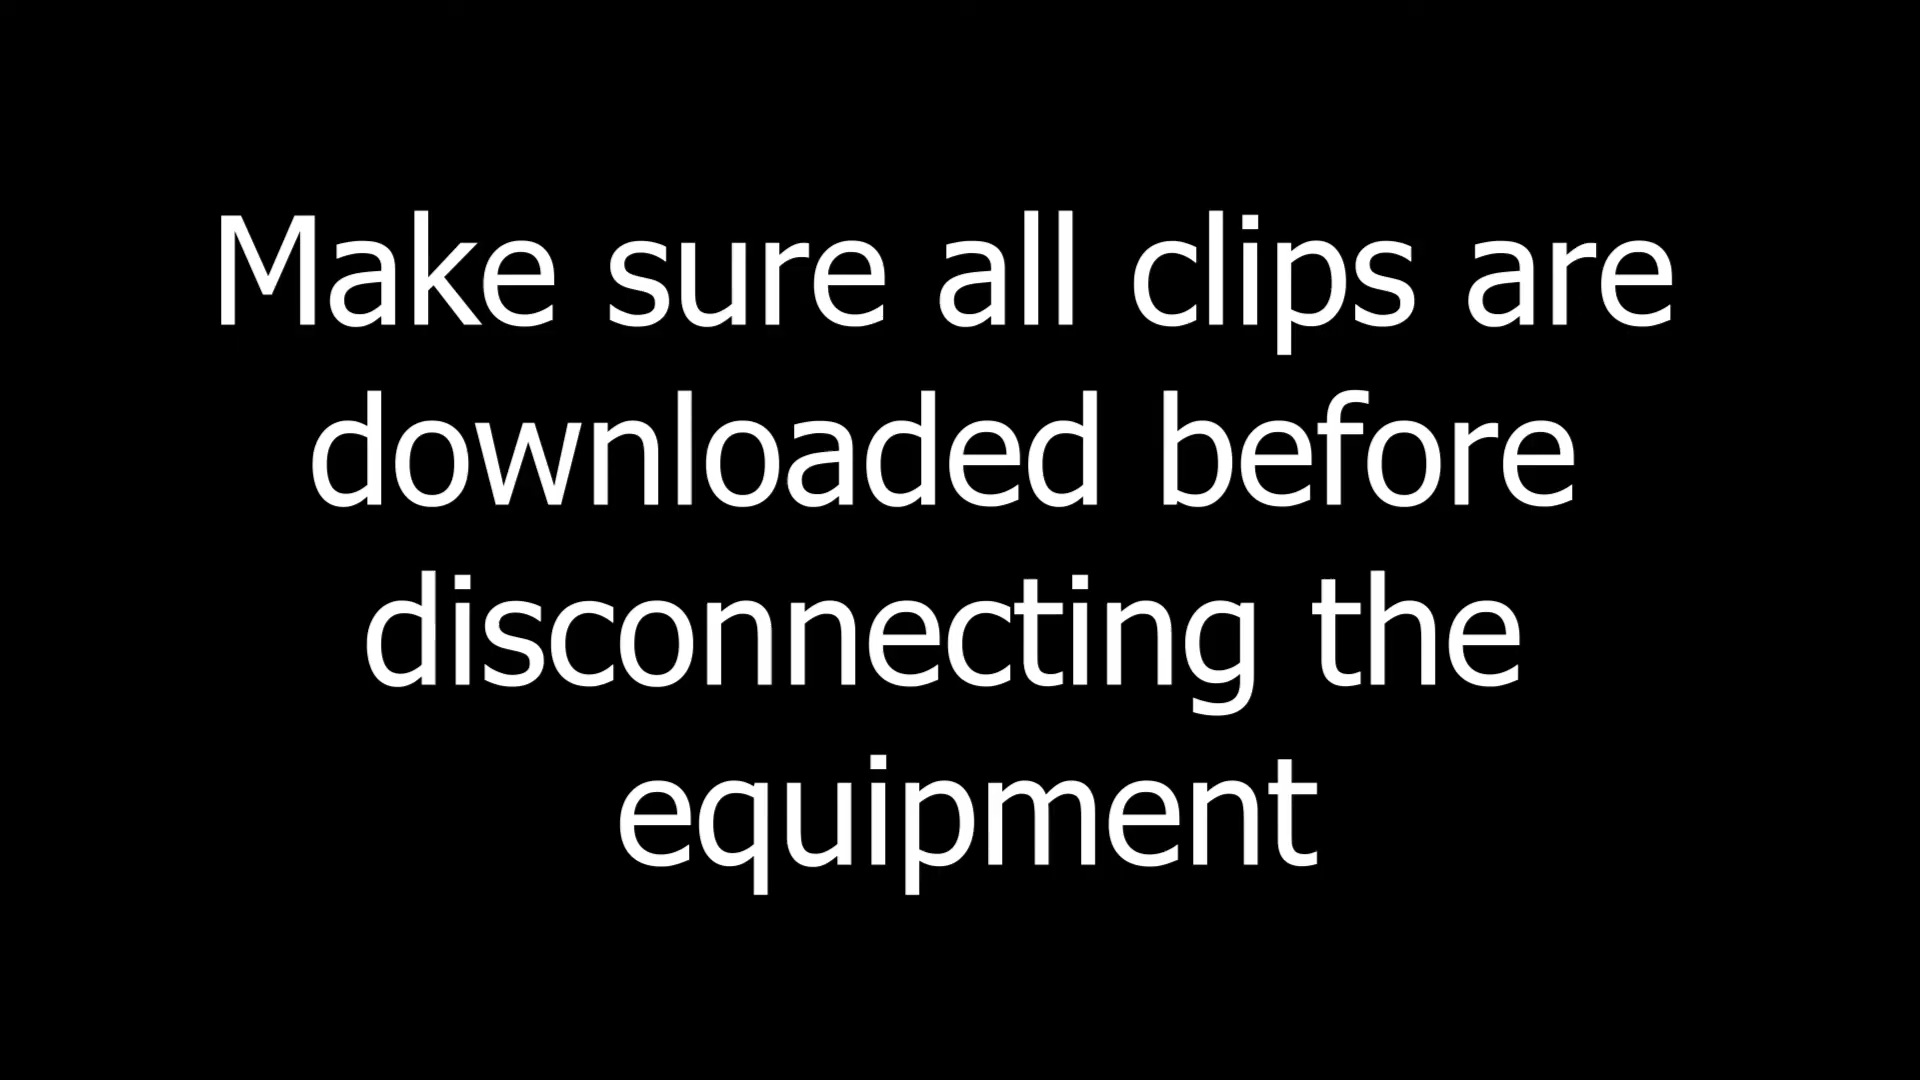 Make sure all clips are
downloaded before
disconnecting the
equipment